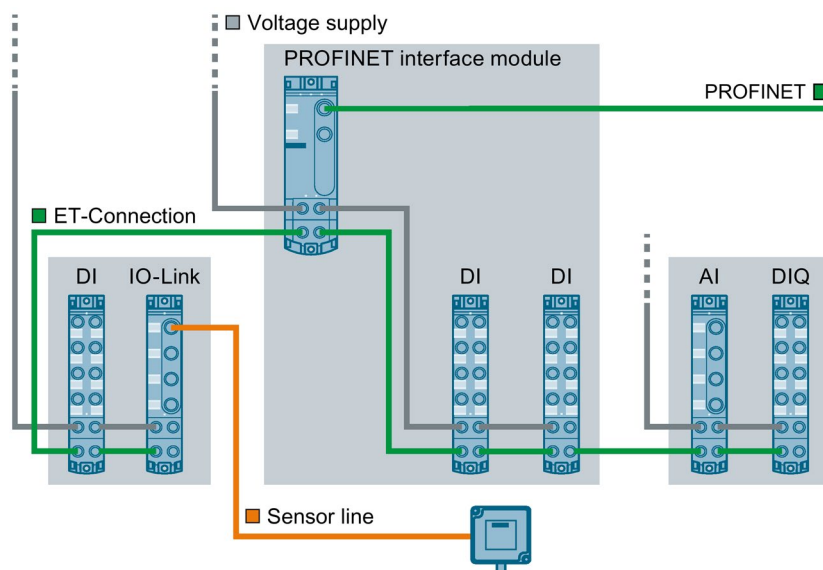 Voltage supply
PROFINET interface module
PROFINET
ET-Connection
DI IO-Link
DI DI
AI DIQ
Sensor line